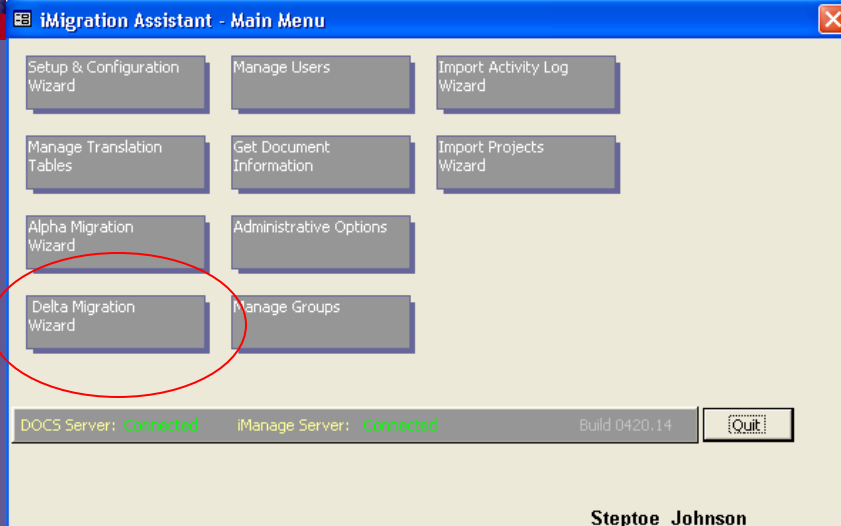 iMigration Assistant - Main Menu
Setup & Configuration
Wizard
Manage Users
Import Activity Log
Wizard
Manage Translation
Tables
Get Document
Information
Import Projects
Wizard
Alpha Migration
Wizard
Administrative Options
Delta Migration
Wizard
Manage Groups
DOCS Server: Connected iManage Server: Connected Build 0420.14 Quit
Steptoe Johnson